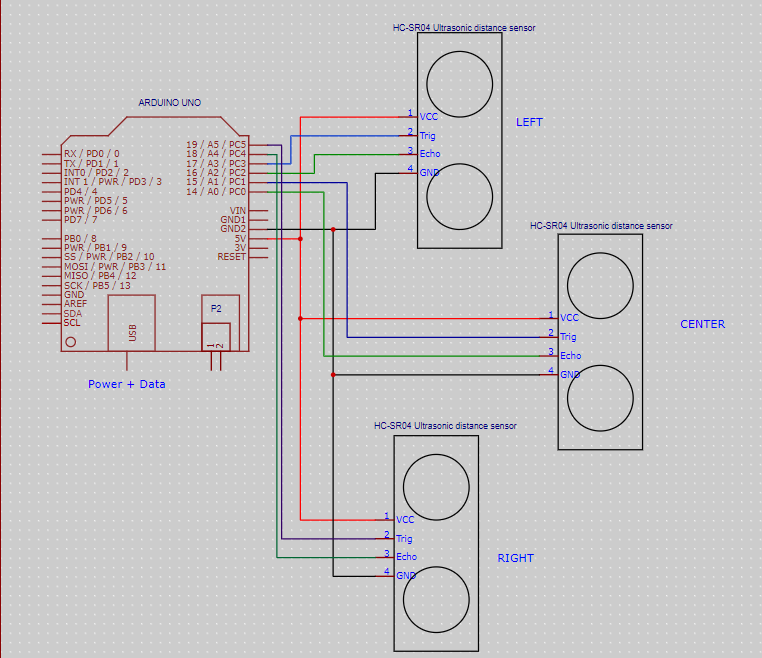 HC-SR04 Ultrasonic distance sensor
1 VCC
2 Trig
3 Echo
4 GND
LEFT
ARDUINO UNO
RX / PD0 / 0
TX / PD1 / 1
INT0 / PD2 / 2
INT 1 / PWR / PD3 / 3
PD4 / 4
PWR / PD5 / 5
PWR / PD6 / 6
PD7 / 7
PB0 / 8
PWR / PB1 / 9
SS / PWR / PB2 / 10
MOSI / PWR / PB3 / 11
MISO / PB4 / 12
SCK / PB5 / 13
GND
AREF
SDA
SCL
19 / A5 / PC5
18 / A4 / PC4
17 / A3 / PC3
16 / A2 / PC2
15 / A1 / PC1
14 / A0 / PC0
VIN
GND1
GND2
5V
3V
RESET
USB
P2
1
2
Power + Data
HC-SR04 Ultrasonic distance sensor
1 VCC
2 Trig
3 Echo
4 GND
CENTER
HC-SR04 Ultrasonic distance sensor
1 VCC
2 Trig
3 Echo
4 GND
RIGHT